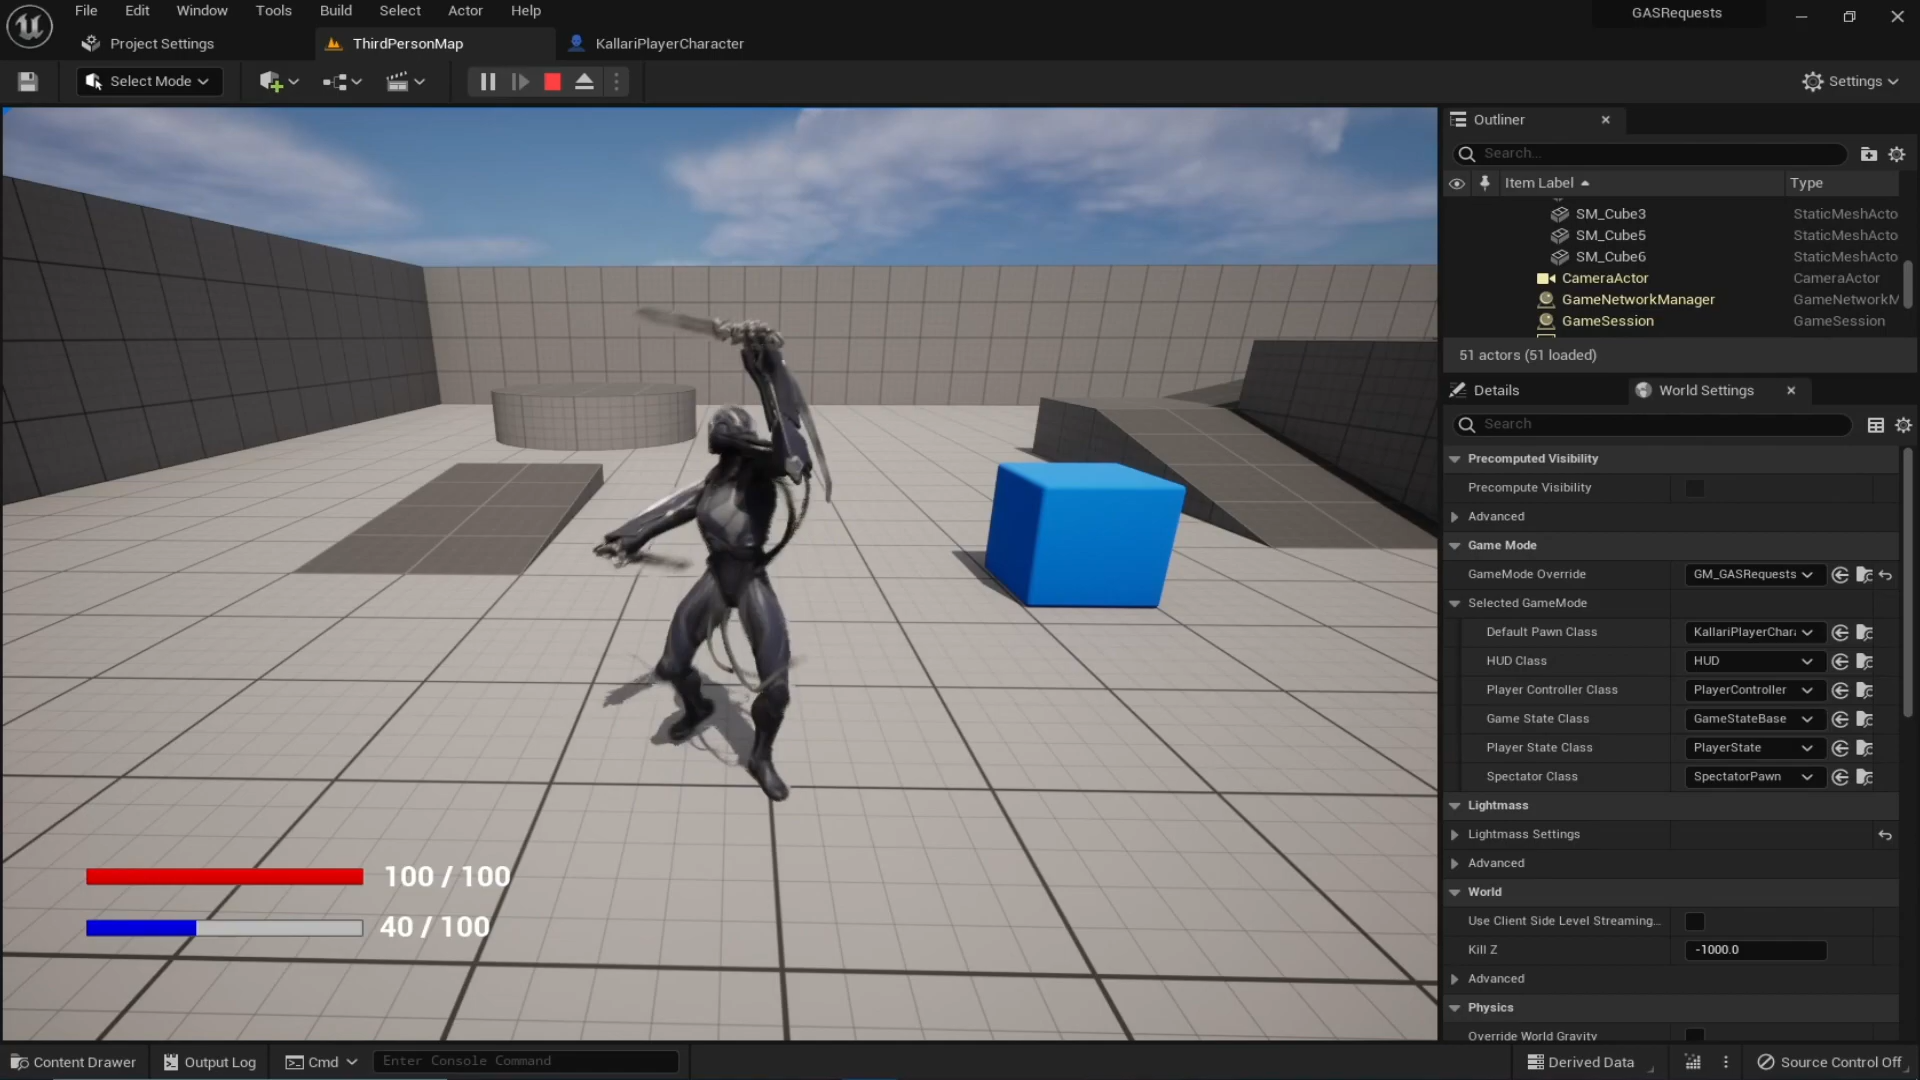 File Edit Window Tools Build Select Actor Help
GASRequests
Project Settings
ThirdPersonMap
KallariPlayerCharacter
Select Mode
Settings
Outliner
Search...
Item Label
Type
SM_Cube3 StaticMeshActo
SM_Cube5 StaticMeshActo
SM_Cube6 StaticMeshActo
CameraActor CameraActor
GameNetworkManager GameNetworkM
GameSession GameSession
51 actors (51 loaded)
Details
World Settings
Search
Precomputed Visibility
Precompute Visibility
Advanced
Game Mode
GameMode Override GM_GASRequests
Selected GameMode
Default Pawn Class KallariPlayerChar
HUD Class HUD
Player Controller Class PlayerController
Game State Class GameStateBase
Player State Class PlayerState
Spectator Class SpectatorPawn
Lightmass
Lightmass Settings
Advanced
World
Use Client Side Level Streaming...
Kill Z -1000.0
Advanced
Physics
Override World Gravity
100 / 100
40 / 100
Content Drawer
Output Log
Cmd
Enter Console Command
Derived Data
Source Control Off